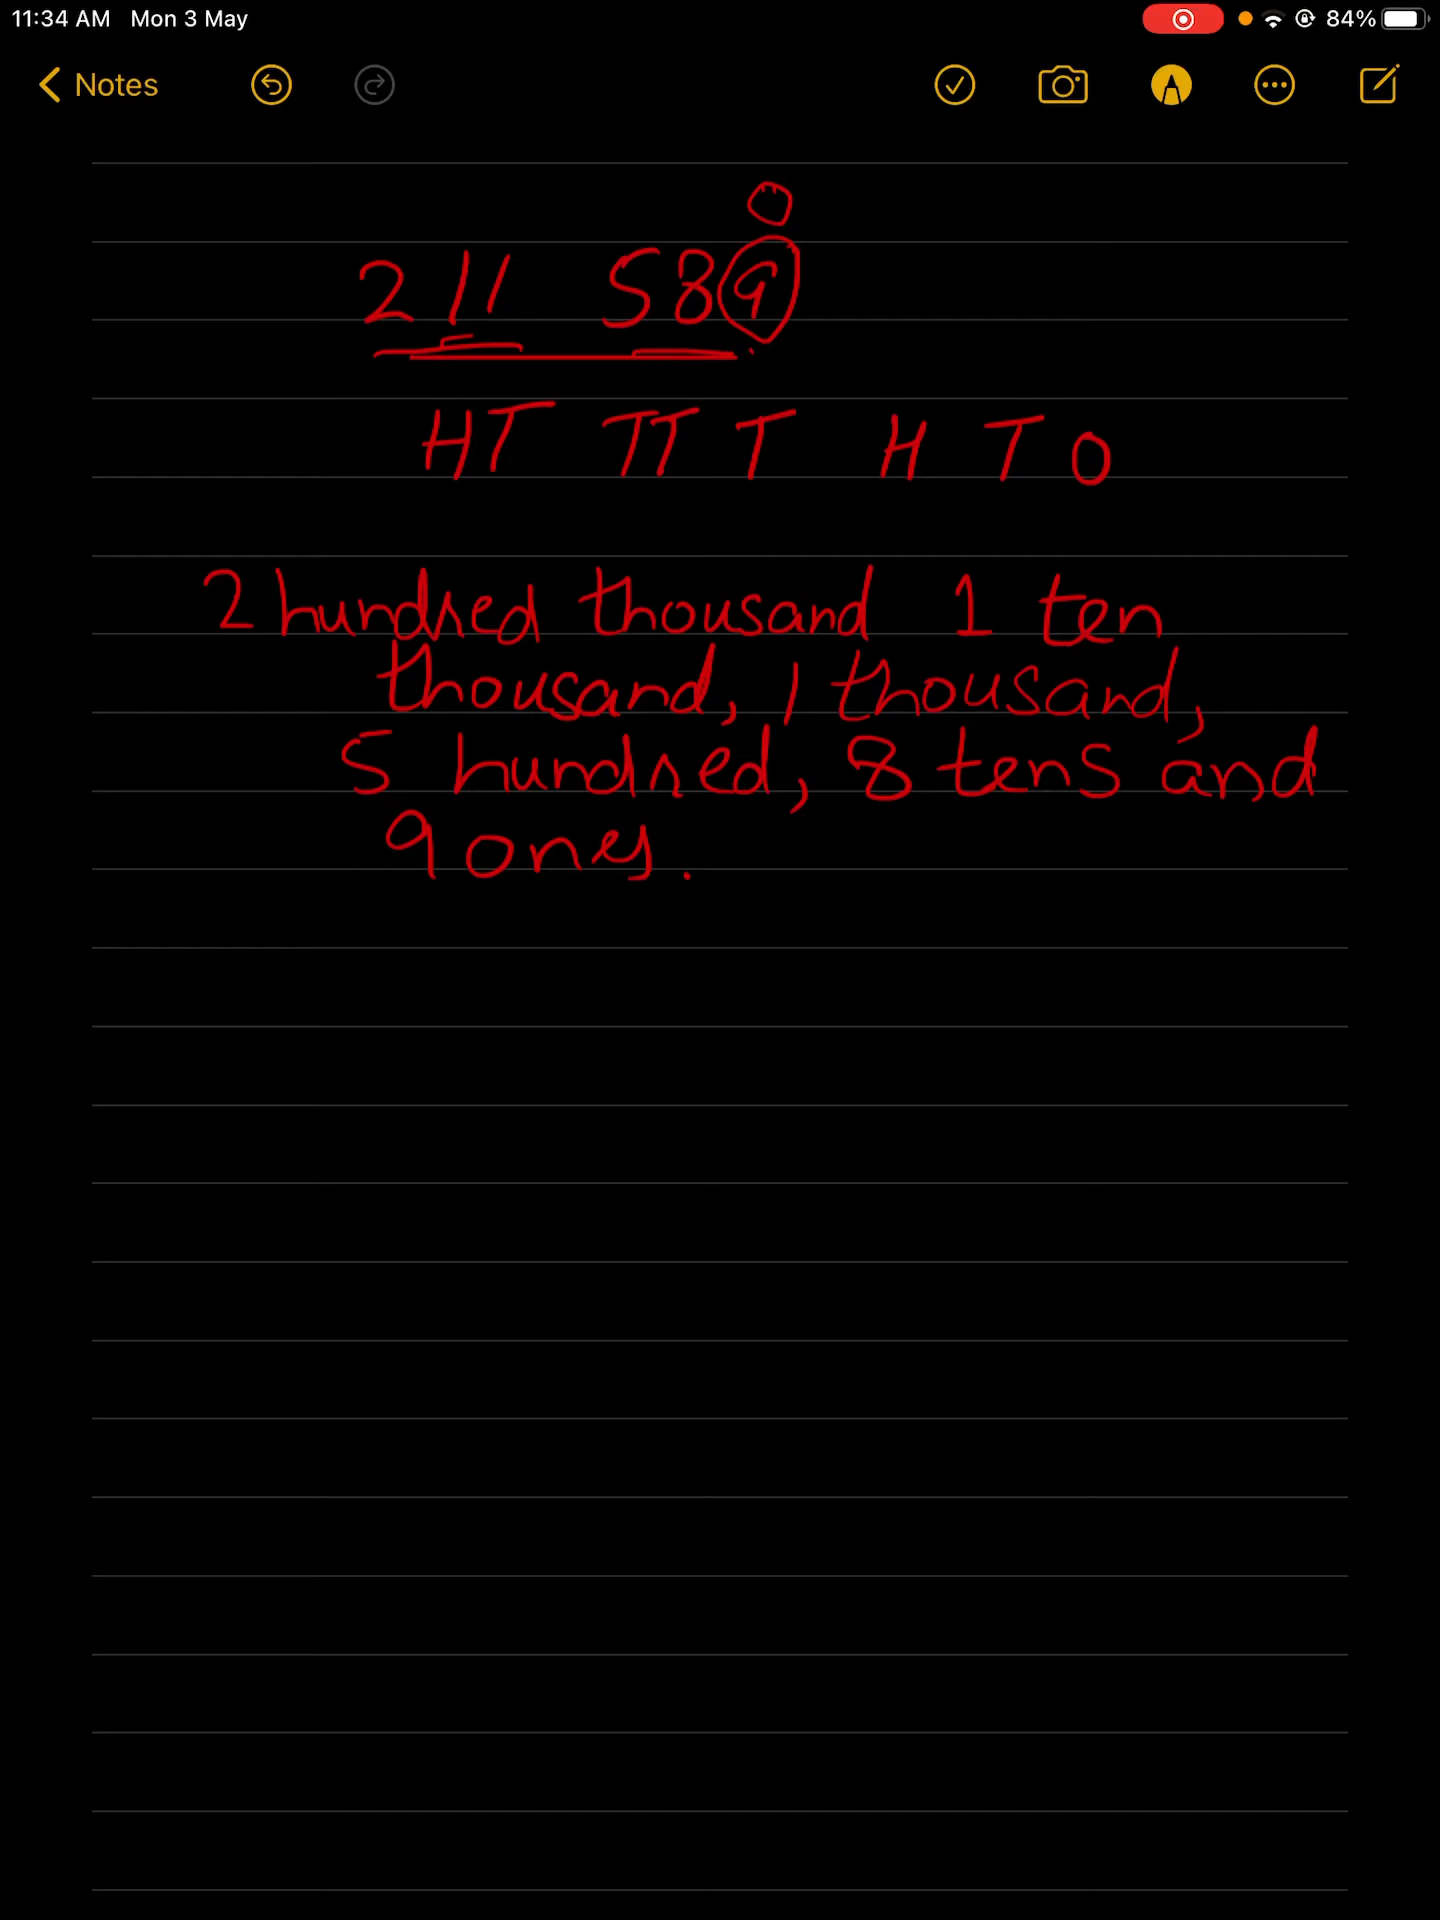 11:34 AM Mon 3 May 84%
Notes
211 589
HT TT T H T O
2 hundred thousand 1 ten
thousand, 1 thousand,
5 hundred, 8 tens and
9 ones.